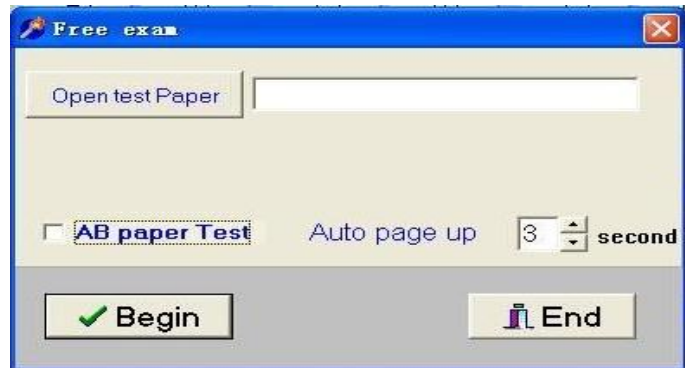 Free exam
Open test Paper
AB paper Test Auto page up 3 second
Begin End